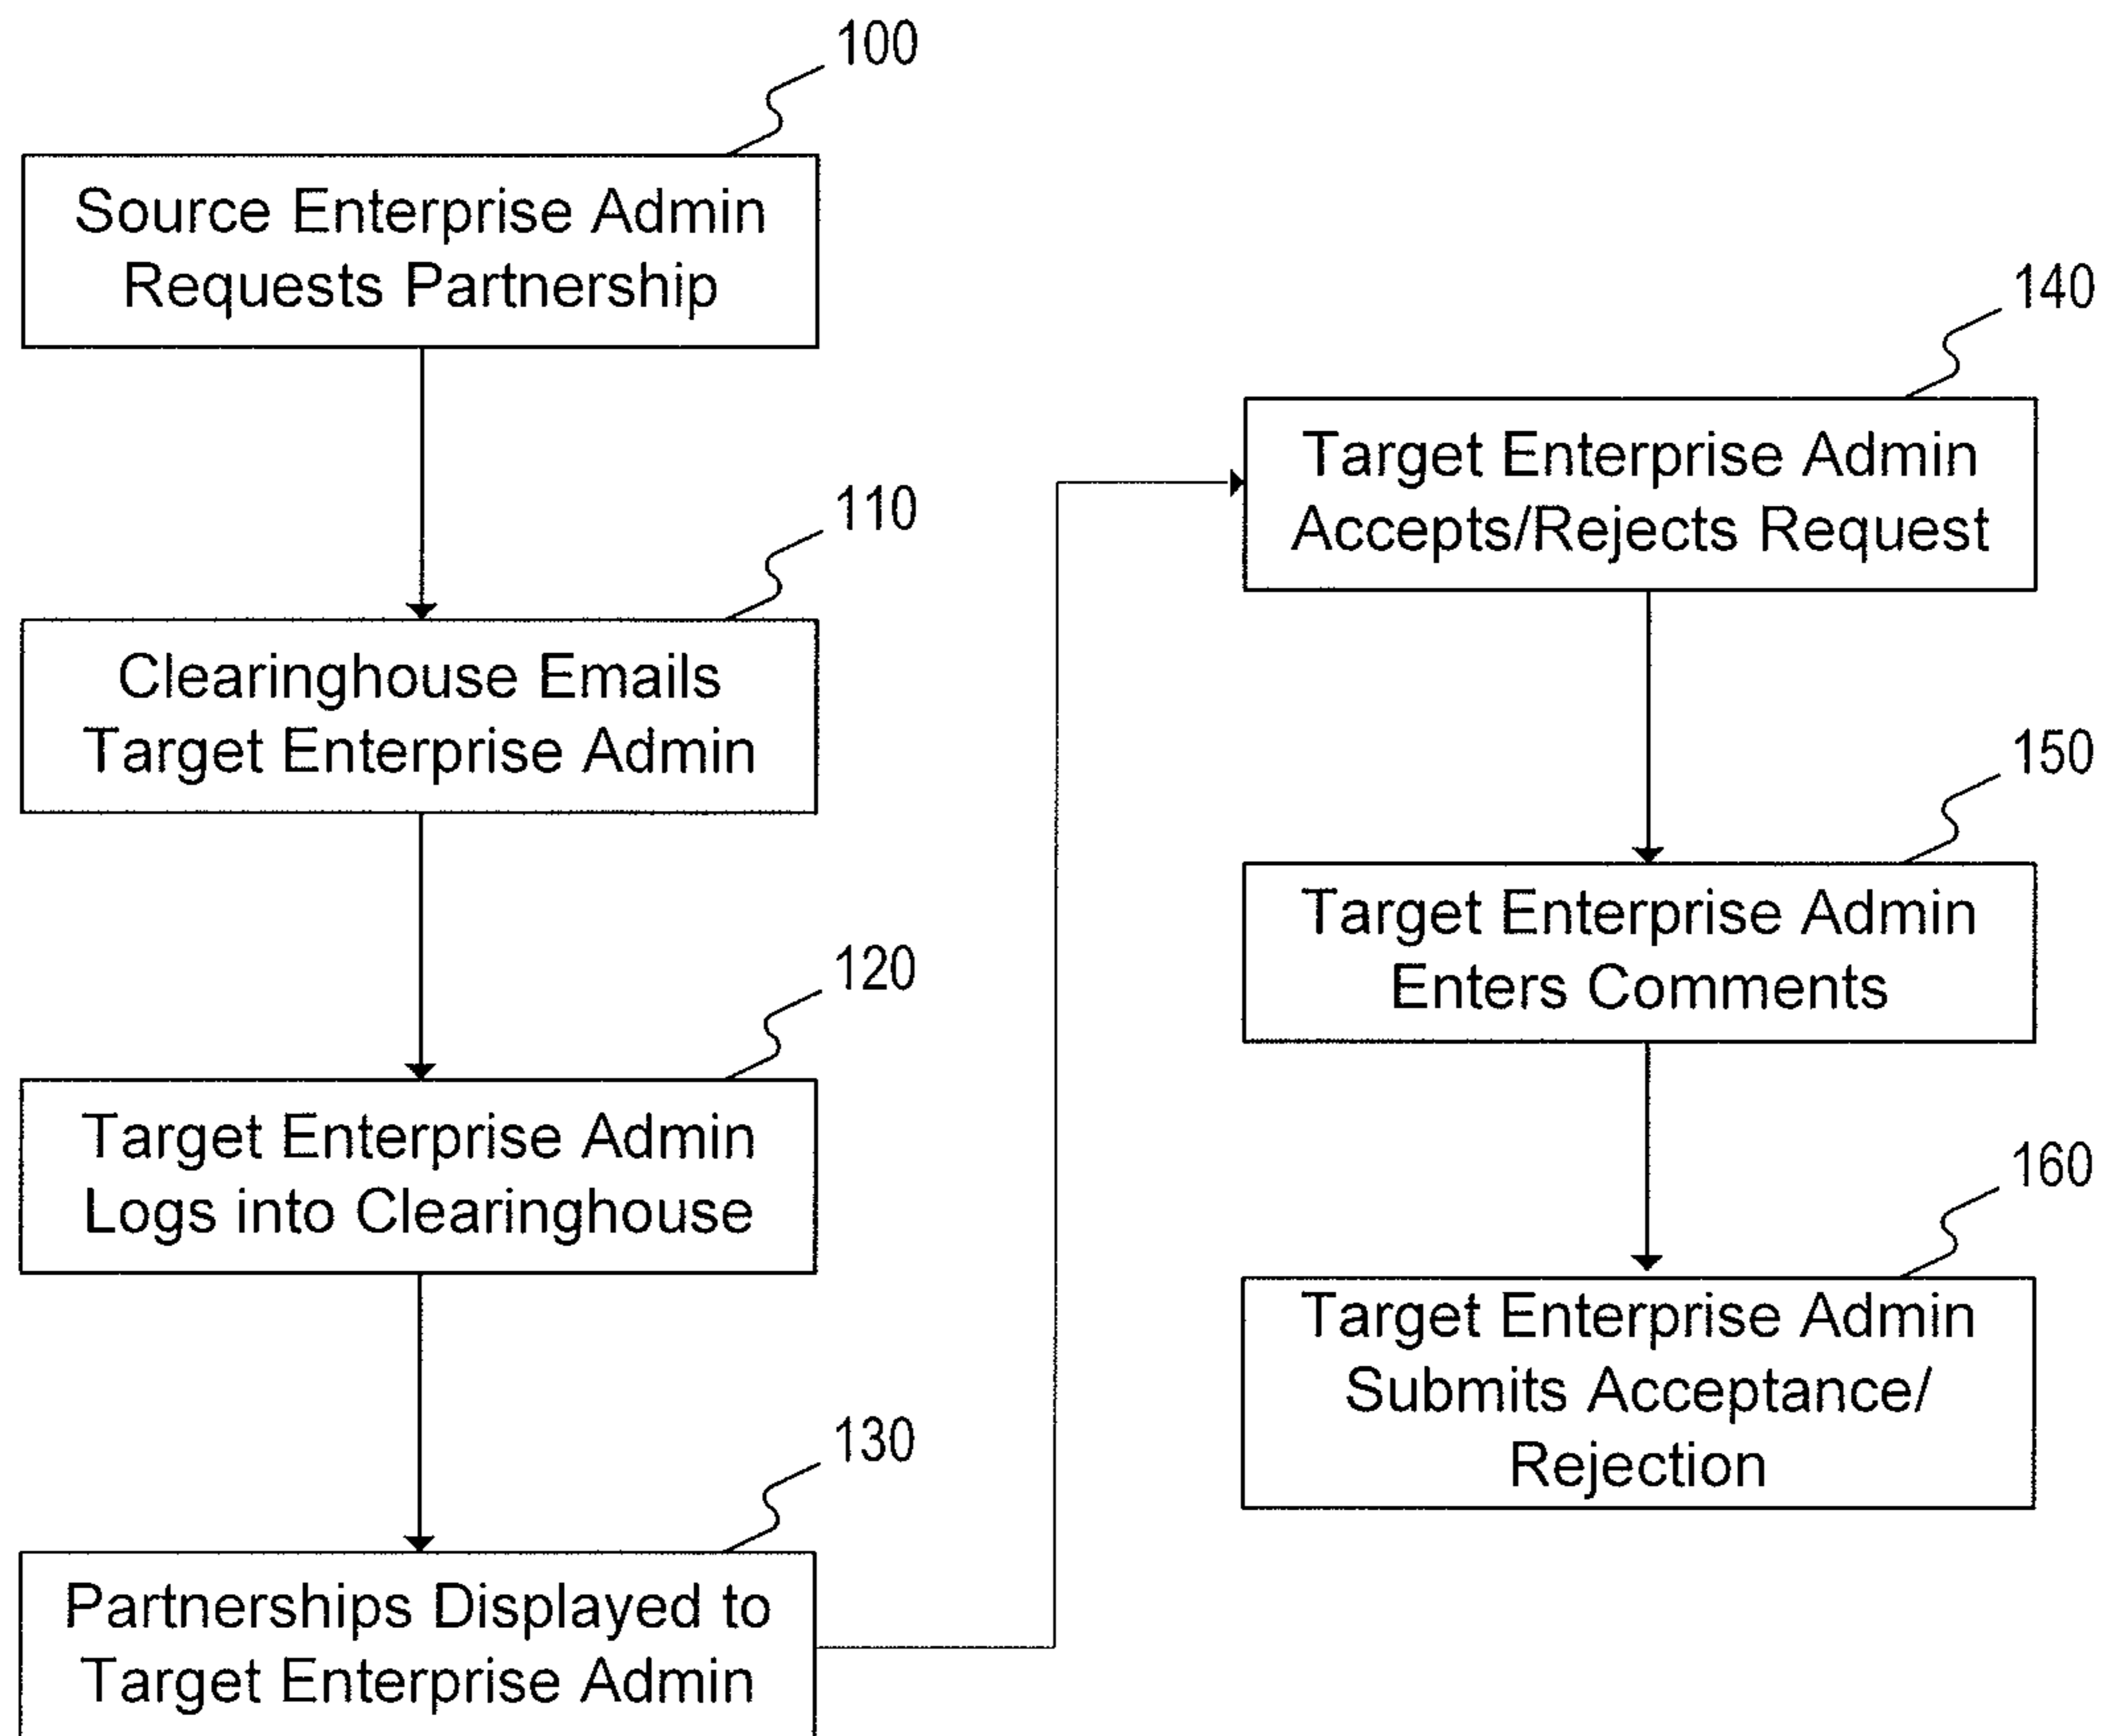 100
Source Enterprise Admin
Requests Partnership
110
Clearinghouse Emails
Target Enterprise Admin
120
Target Enterprise Admin
Logs into Clearinghouse
130
Partnerships Displayed to
Target Enterprise Admin
140
Target Enterprise Admin
Accepts/Rejects Request
150
Target Enterprise Admin
Enters Comments
160
Target Enterprise Admin
Submits Acceptance/
Rejection